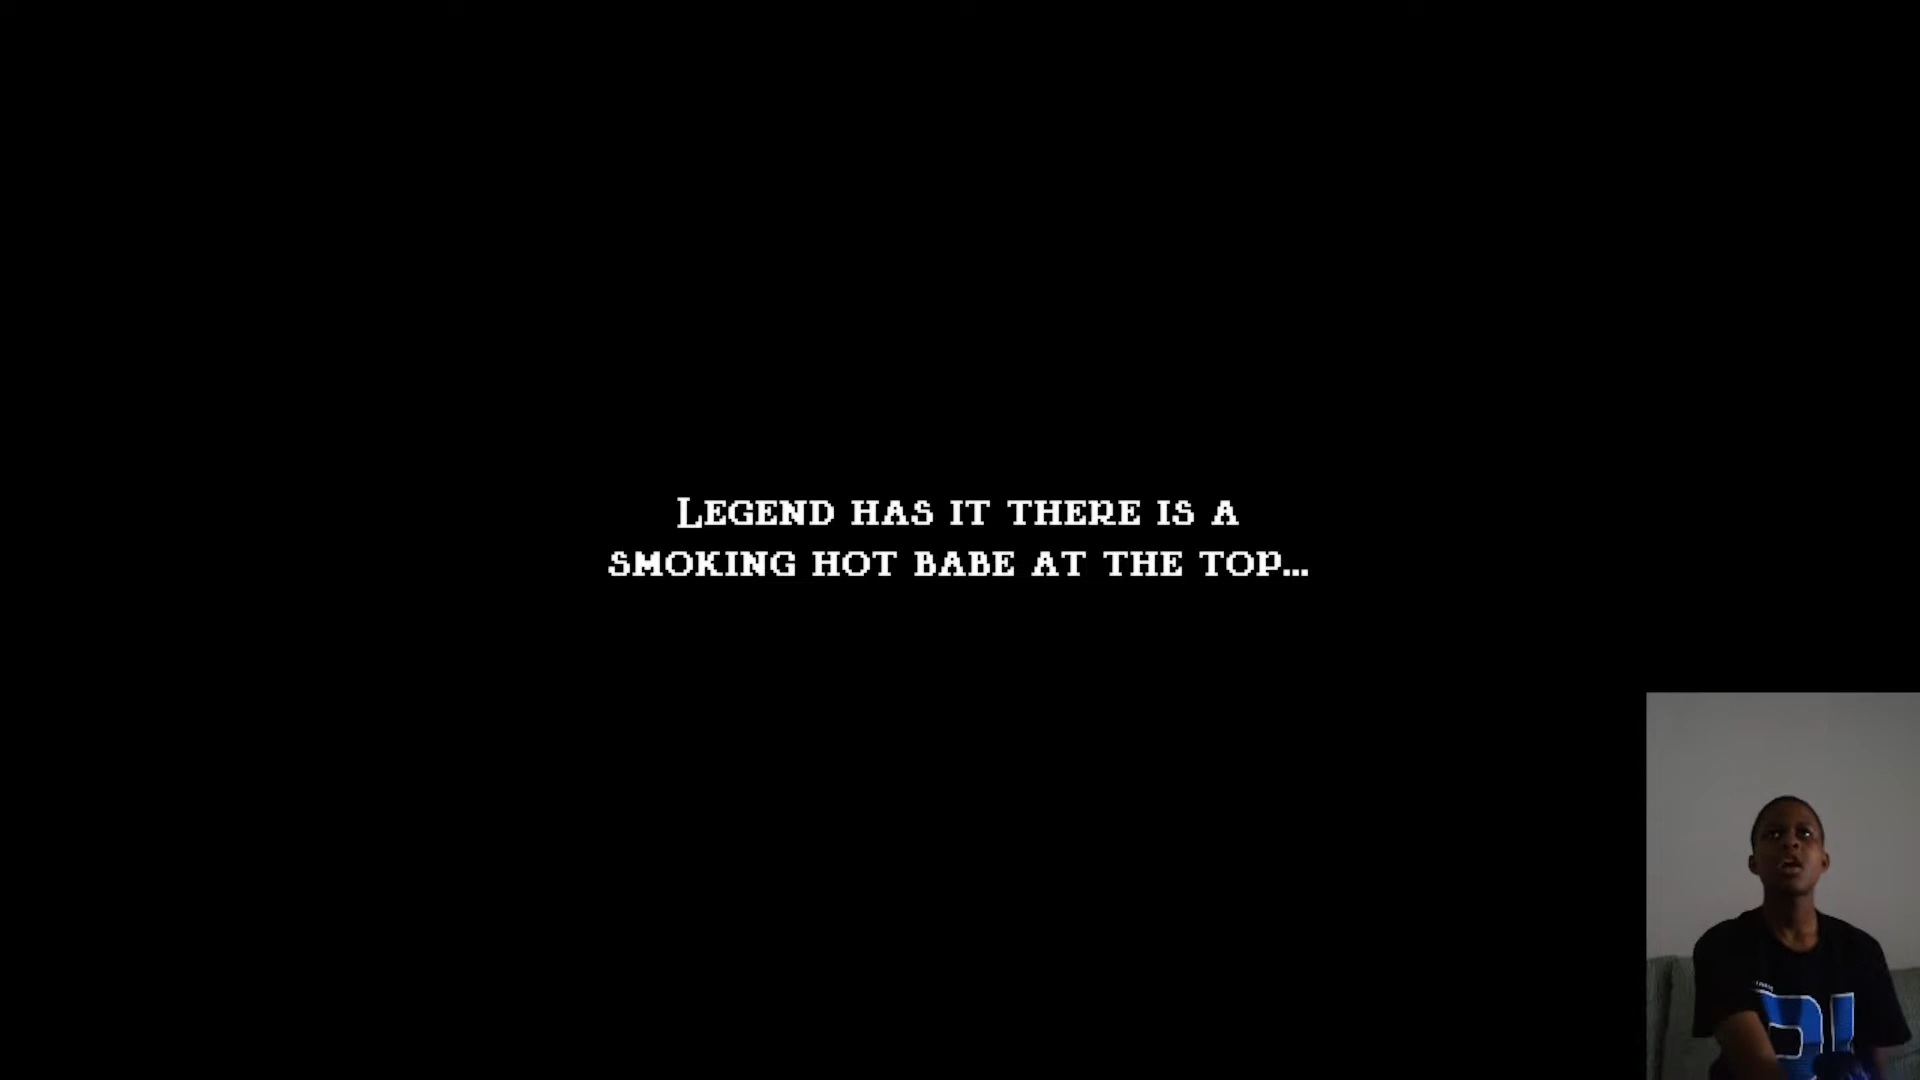 Legend has it there is a
smoking hot babe at the top...